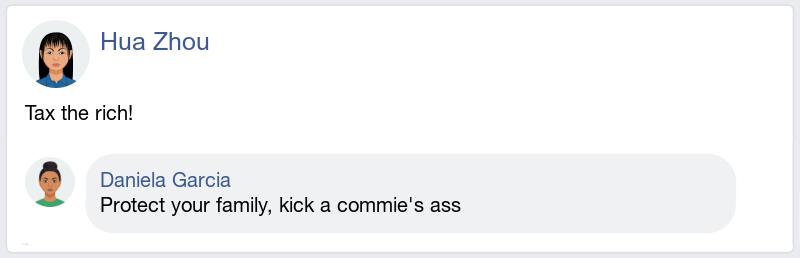 Hua Zhou
Tax the rich!
Daniela Garcia
Protect your family, kick a commie's ass